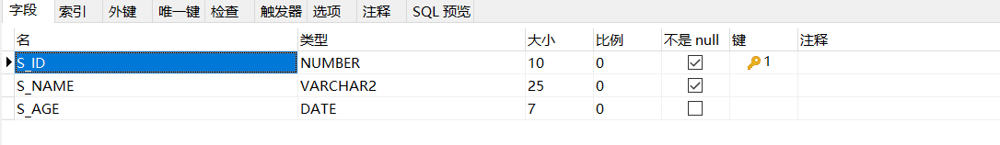 字段 索引 外键 唯一键 检查 触发器 选项 注释 SQL 预览
名 类型 大小 比例 不是 null 键 注释
S_ID NUMBER 10 0 1
S_NAME VARCHAR2 25 0
S_AGE DATE 7 0